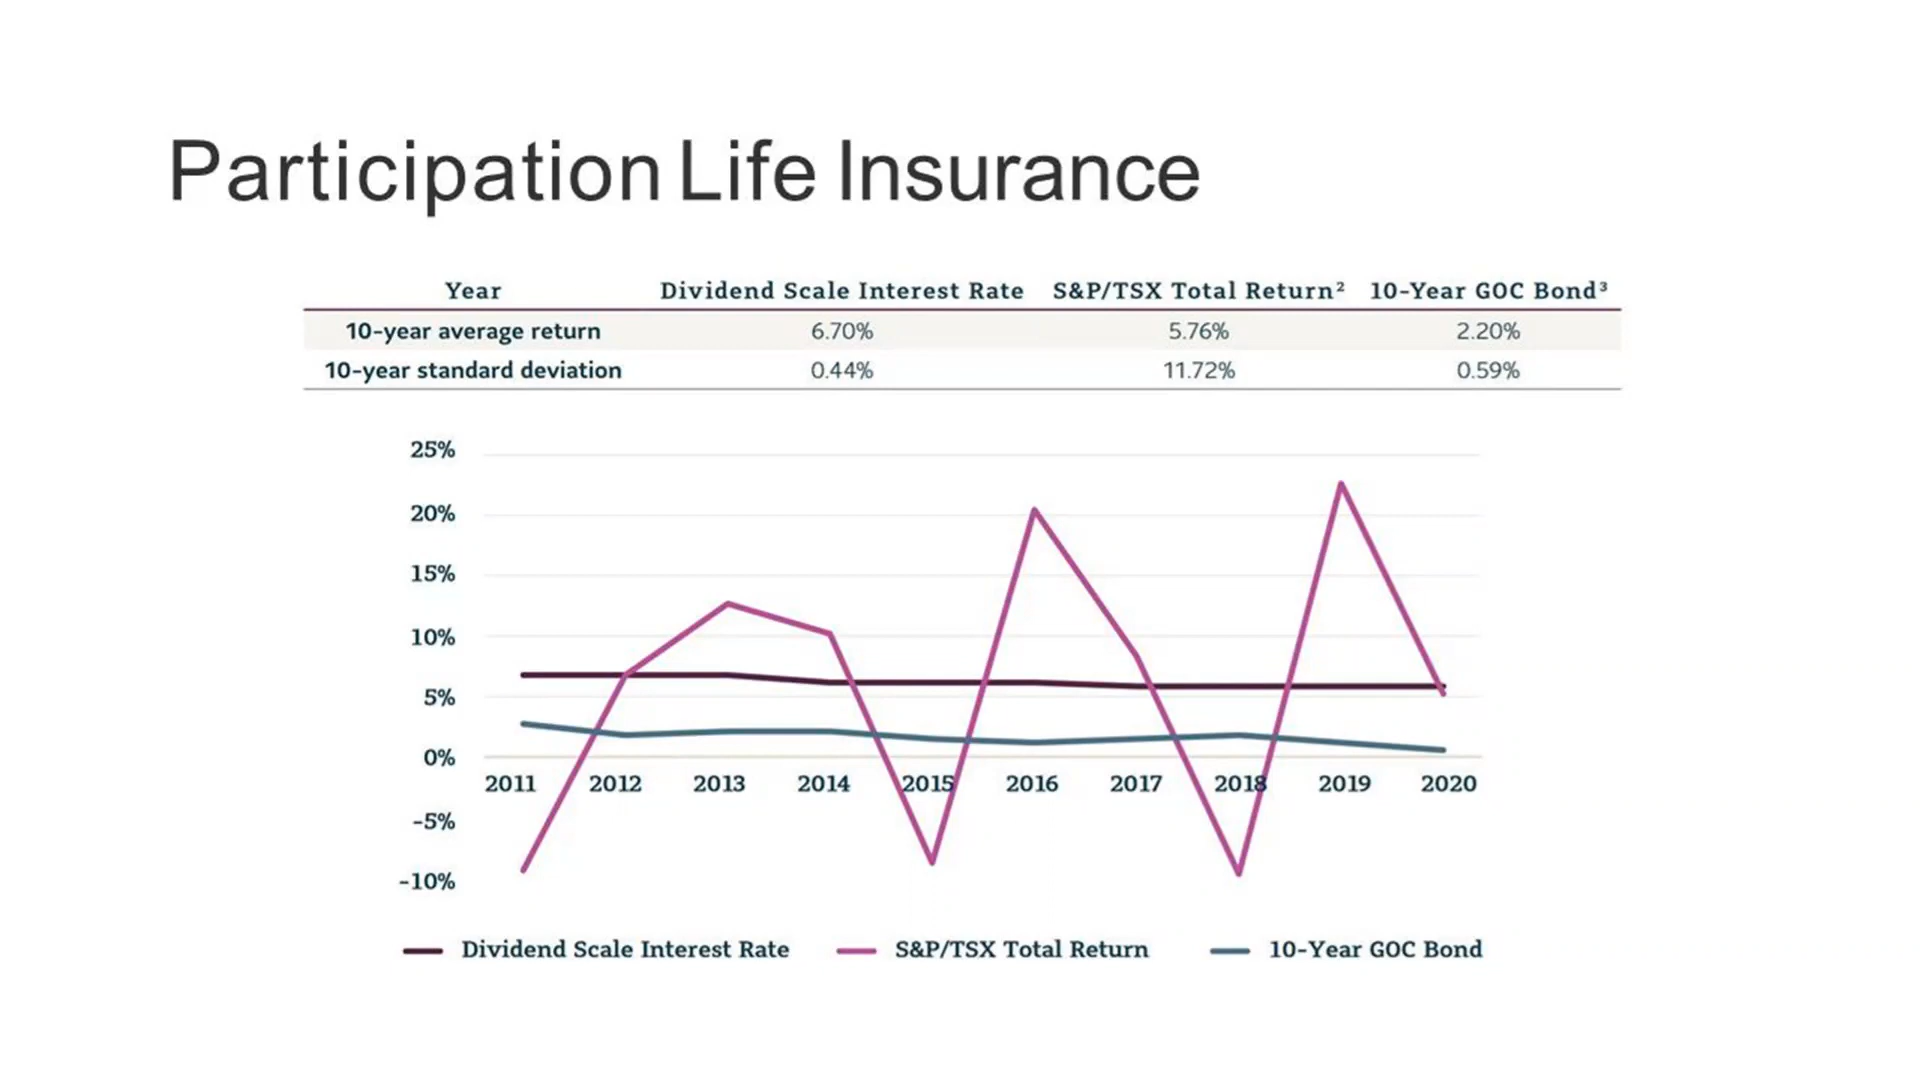 Participation Life Insurance
Year Dividend Scale Interest Rate S&P/TSX Total Return² 10-Year GOC Bond³
10-year average return 6.70% 5.76% 2.20%
10-year standard deviation 0.44% 11.72% 0.59%
25%
20%
15%
10%
5%
0%
2011 2012 2013 2014 2015 2016 2017 2018 2019 2020
-5%
-10%
Dividend Scale Interest Rate S&P/TSX Total Return 10-Year GOC Bond